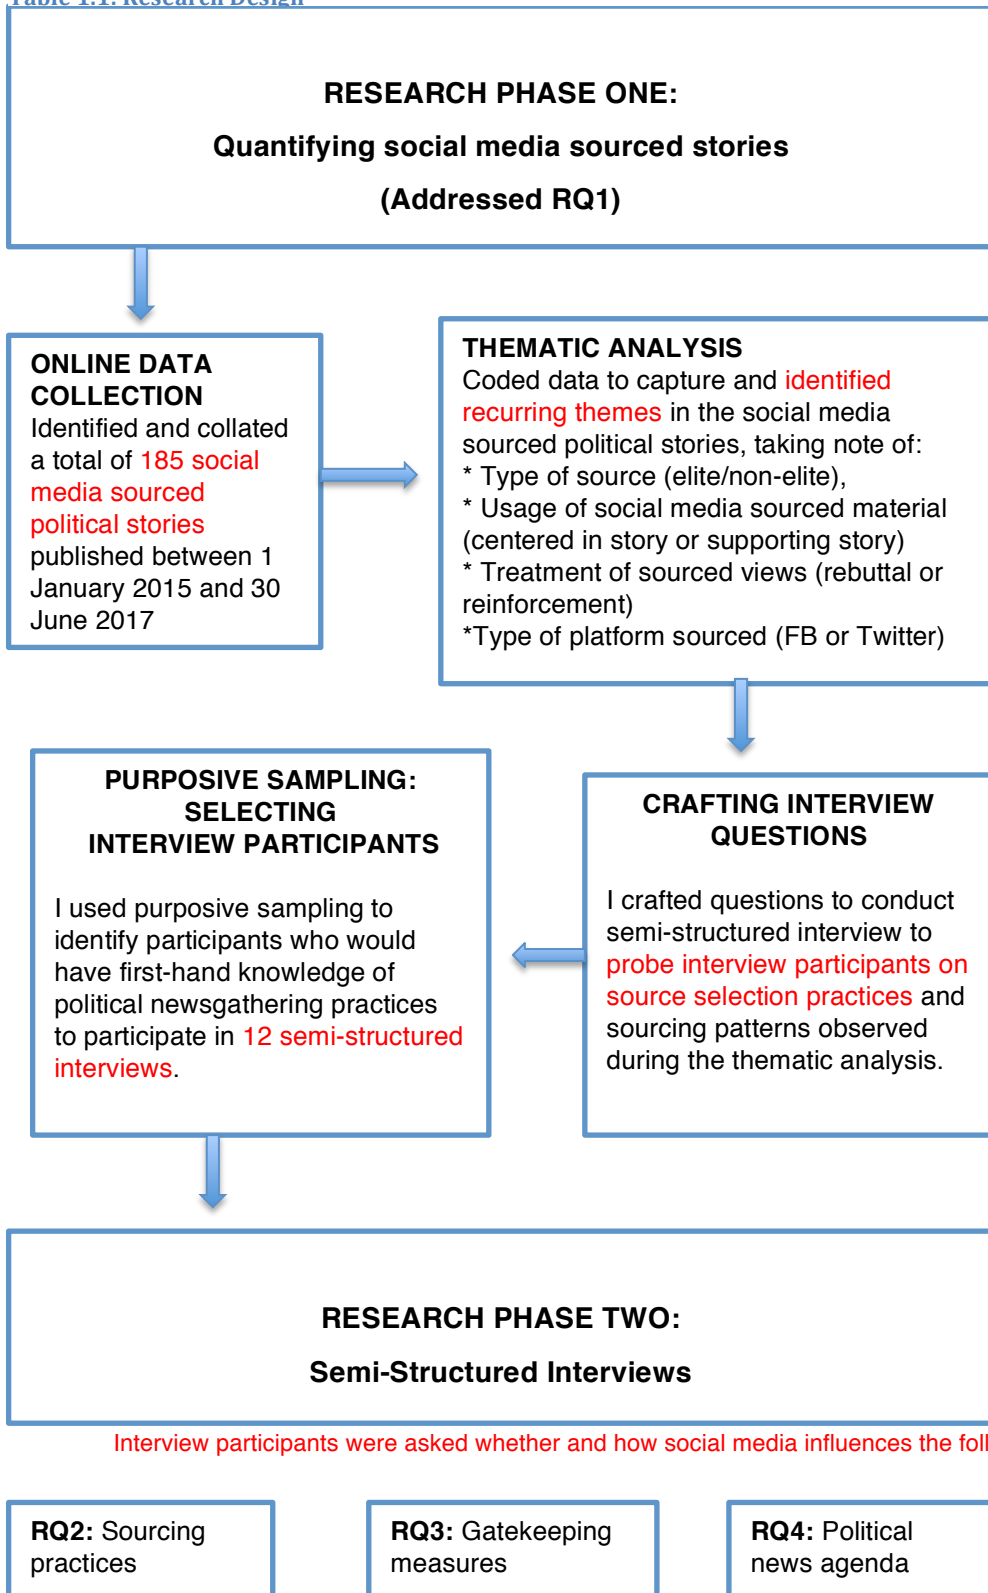 Table 1.1: Research Design
RESEARCH PHASE ONE:
Quantifying social media sourced stories
(Addressed RQ1)
ONLINE DATA
COLLECTION
Identified and collated
a total of 185 social
media sourced
political stories
published between 1
January 2015 and 30
June 2017
THEMATIC ANALYSIS
Coded data to capture and identified
recurring themes in the social media
sourced political stories, taking note of:
* Type of source (elite/non-elite),
* Usage of social media sourced material
(centered in story or supporting story)
* Treatment of sourced views (rebuttal or
reinforcement)
*Type of platform sourced (FB or Twitter)
PURPOSIVE SAMPLING:
SELECTING
INTERVIEW PARTICIPANTS
I used purposive sampling to
identify participants who would
have first-hand knowledge of
political newsgathering practices
to participate in 12 semi-structured
interviews.
CRAFTING INTERVIEW
QUESTIONS
I crafted questions to conduct
semi-structured interview to
probe interview participants on
source selection practices and
sourcing patterns observed
during the thematic analysis.
RESEARCH PHASE TWO:
Semi-Structured Interviews
Interview participants were asked whether and how social media influences the foll
RQ2: Sourcing
practices
RQ3: Gatekeeping
measures
RQ4: Political
news agenda